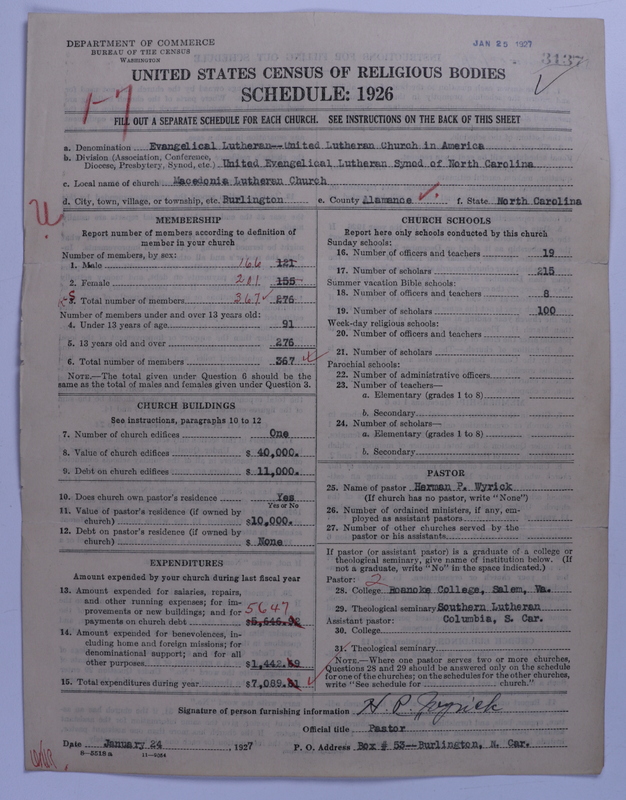 DEPARTMENT OF COMMERCE
BUREAU OF THE CENSUS
WASHINGTON
JAN 25 1927
3137
UNITED STATES CENSUS OF RELIGIOUS BODIES
SCHEDULE: 1926
1-7
FILL OUT A SEPARATE SCHEDULE FOR EACH CHURCH. SEE INSTRUCTIONS ON THE BACK OF THIS SHEET
a. Denomination Evangelical Lutheran--United Lutheran Church in America
b. Division (Association, Conference, Diocese, Presbytery, Synod, etc.) United Evangelical Lutheran Synod of North Carolina
c. Local name of church Macedonia Lutheran Church
d. City, town, village, or township, etc. Burlington e. County Alamance f. State North Carolina
MEMBERSHIP
Report number of members according to definition of
member in your church
Number of members, by sex:
1. Male 166 121
2. Female 201 155
3. Total number of members 367 276
Number of members under and over 13 years old:
4. Under 13 years of age 91
5. 13 years old and over 276
6. Total number of members 367
NOTE.—The total given under Question 6 should be the
same as the total of males and females given under Question 3.
CHURCH BUILDINGS
See instructions, paragraphs 10 to 12
7. Number of church edifices One
8. Value of church edifices $ 40,000.
9. Debt on church edifices $ 11,000.
10. Does church own pastor's residence Yes
Yes or No
11. Value of pastor's residence (if owned by
church) $10,000.
12. Debt on pastor's residence (if owned by
church) $ None
EXPENDITURES
Amount expended by your church during last fiscal year
13. Amount expended for salaries, repairs,
and other running expenses; for im-
provements or new buildings; and for 5647
payments on church debt $5,646.92
14. Amount expended for benevolences, in-
cluding home and foreign missions; for
denominational support; and for all
other purposes $1,442.69
15. Total expenditures during year $7,089.61
CHURCH SCHOOLS
Report here only schools conducted by this church
Sunday schools:
16. Number of officers and teachers 19
17. Number of scholars 215
Summer vacation Bible schools:
18. Number of officers and teachers 8
19. Number of scholars 100
Week-day religious schools:
20. Number of officers and teachers
21. Number of scholars
Parochial schools:
22. Number of administrative officers
23. Number of teachers—
a. Elementary (grades 1 to 8)
b. Secondary
24. Number of scholars—
a. Elementary (grades 1 to 8)
b. Secondary
PASTOR
25. Name of pastor Herman P. Wyrick
(If church has no pastor, write "None")
26. Number of ordained ministers, if any, em-
ployed as assistant pastors
27. Number of other churches served by the
pastor or his assistants
If pastor (or assistant pastor) is a graduate of a college or
theological seminary, give name of institution below. (If
not a graduate, write "No" in the space indicated.)
Pastor: 2
28. College Roanoke College, Salem, Va.
29. Theological seminary Southern Lutheran
Assistant pastor: Columbia, S. Car.
30. College
31. Theological seminary
NOTE.—Where one pastor serves two or more churches,
Questions 28 and 29 should be answered only on the schedule
for one of the churches; on the schedules for the other churches,
write "See schedule for church."
Signature of person furnishing information H. P. Wyrick
Official title Pastor
Date January 24, 1927 P. O. Address Box # 53--Burlington, N. Car.
8-5518a 11-9284